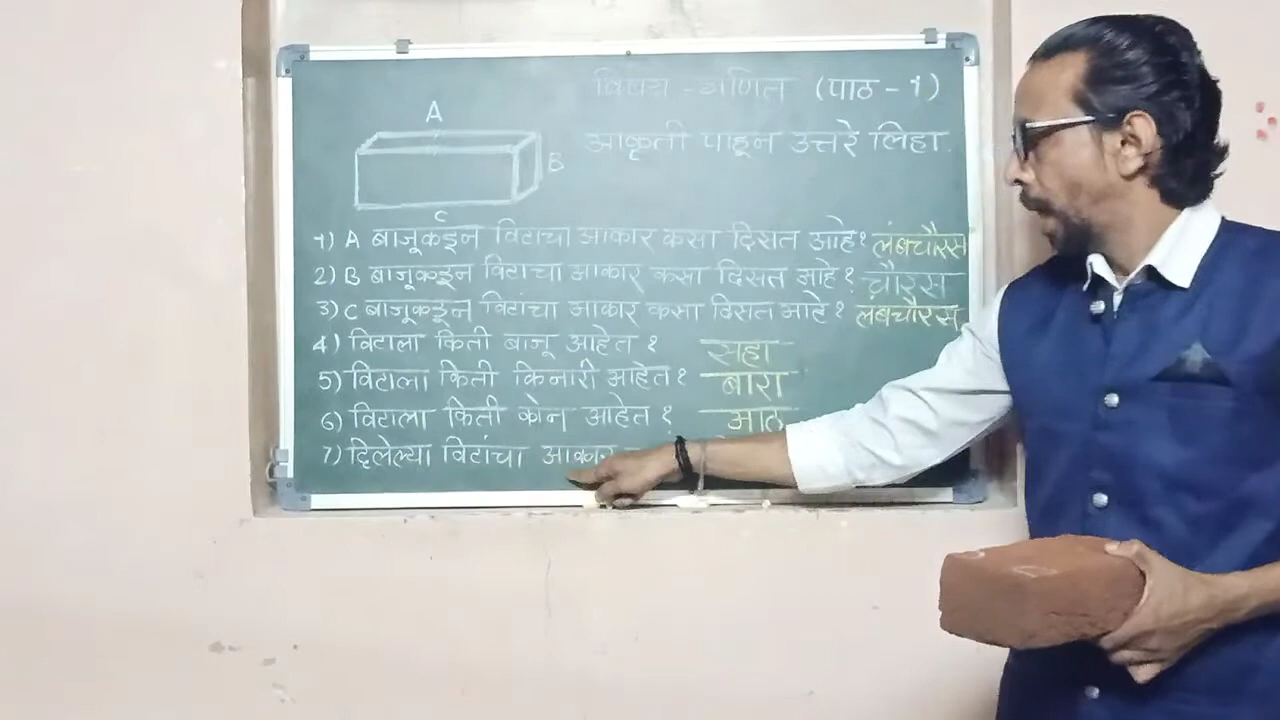 विषय - गणित (पाठ - 1)
A
आकृती पाहून उत्तरे लिहा.
B
C
1) A बाजूकडून विटाचा आकार कसा दिसत आहे? लंबचौरस
2) B बाजूकडून विटाचा आकार कसा दिसत आहे? चौरस
3) C बाजूकडून विटांचा आकार कसा दिसत आहे? लंबचौरस
4) विटाला किती बाजू आहेत? सहा
5) विटाला किती किनारी आहेत? बारा
6) विटाला किती कोन आहेत? आठ
7) दिलेल्या विटांचा आकार